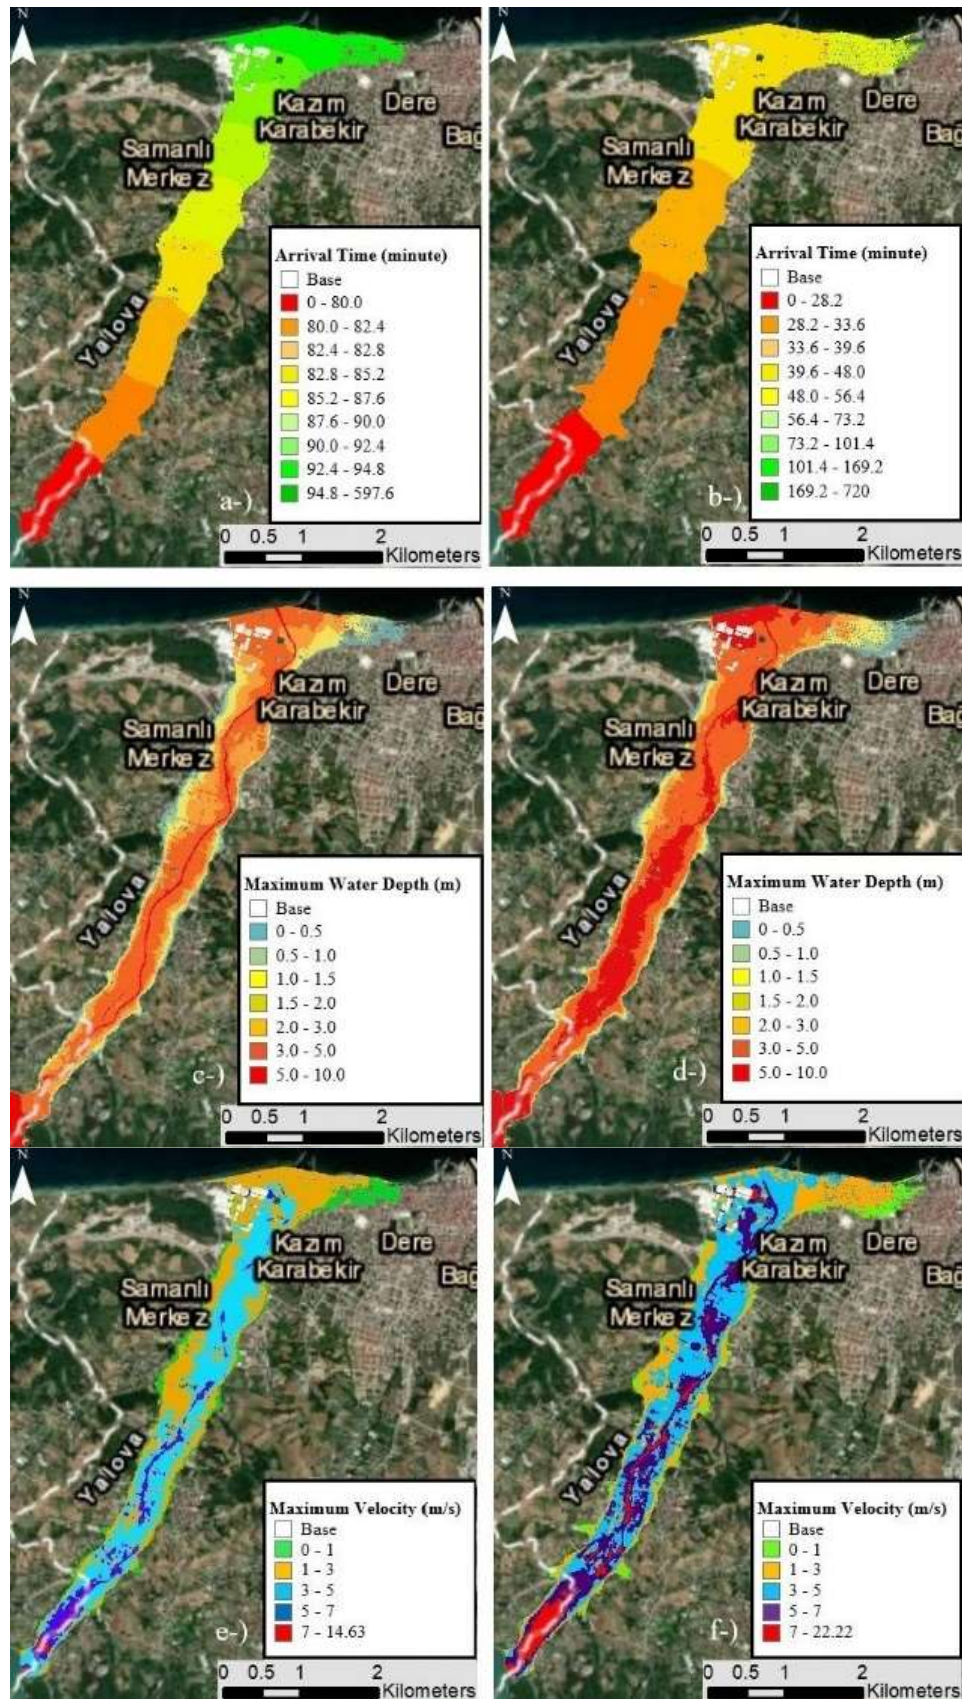 N
Kazım
Karabekir
Dere
Bağ
Samanlı
Merkez
Yalova
Arrival Time (minute)
Base
0 - 80.0
80.0 - 82.4
82.4 - 82.8
82.8 - 85.2
85.2 - 87.6
87.6 - 90.0
90.0 - 92.4
92.4 - 94.8
94.8 - 597.6
a-)
0 0.5 1 2
Kilometers
N
Kazım
Karabekir
Dere
Bağ
Samanlı
Merkez
Yalova
Arrival Time (minute)
Base
0 - 28.2
28.2 - 33.6
33.6 - 39.6
39.6 - 48.0
48.0 - 56.4
56.4 - 73.2
73.2 - 101.4
101.4 - 169.2
169.2 - 720
b-)
0 0.5 1 2
Kilometers
N
Kazım
Karabekir
Dere
Bağ
Samanlı
Merkez
Yalova
Maximum Water Depth (m)
Base
0 - 0.5
0.5 - 1.0
1.0 - 1.5
1.5 - 2.0
2.0 - 3.0
3.0 - 5.0
5.0 - 10.0
c-)
0 0.5 1 2
Kilometers
N
Kazım
Karabekir
Dere
Bağ
Samanlı
Merkez
Yalova
Maximum Water Depth (m)
Base
0 - 0.5
0.5 - 1.0
1.0 - 1.5
1.5 - 2.0
2.0 - 3.0
3.0 - 5.0
5.0 - 10.0
d-)
0 0.5 1 2
Kilometers
N
Kazım
Karabekir
Dere
Bağ
Samanlı
Merkez
Yalova
Maximum Velocity (m/s)
Base
0 - 1
1 - 3
3 - 5
5 - 7
7 - 14.63
e-)
0 0.5 1 2
Kilometers
N
Kazım
Karabekir
Dere
Bağ
Samanlı
Merkez
Yalova
Maximum Velocity (m/s)
Base
0 - 1
1 - 3
3 - 5
5 - 7
7 - 22.22
f-)
0 0.5 1 2
Kilometers